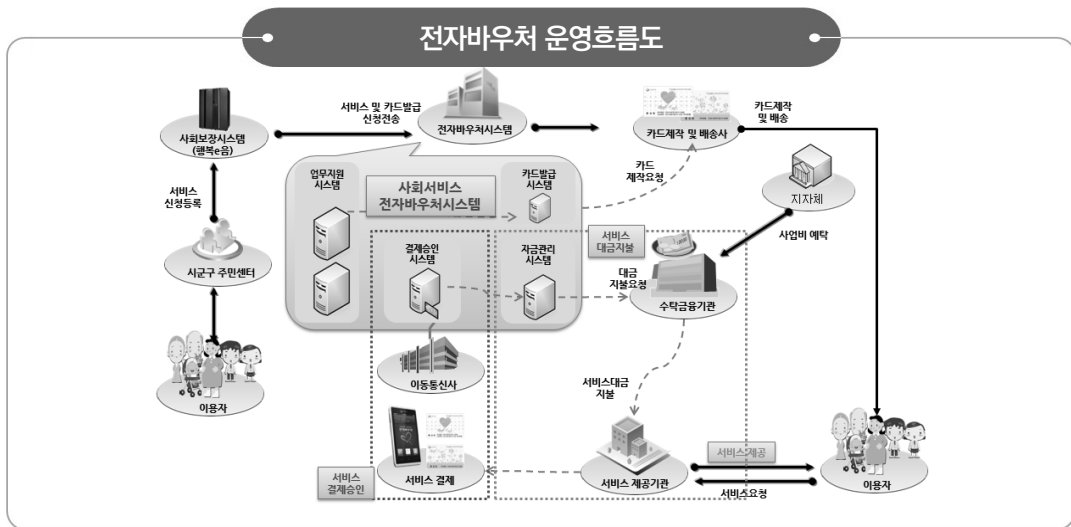 전자바우처 운영흐름도
서비스 및 카드발급
신청전송
전자바우처시스템
카드제작 및 배송사
카드제작
및 배송
사회보장시스템
(행복e음)
서비스
신청등록
시군구 주민센터
이용자
업무지원
시스템
사회서비스
전자바우처시스템
카드발급
시스템
카드
제작요청
지자체
사업비 예탁
결제승인
시스템
자금관리
시스템
서비스
대금지불
대금
지불요청
수탁금융기관
이동통신사
서비스대금
지불
서비스 결제
서비스
결제승인
서비스 제공기관
서비스 제공
서비스요청
이용자